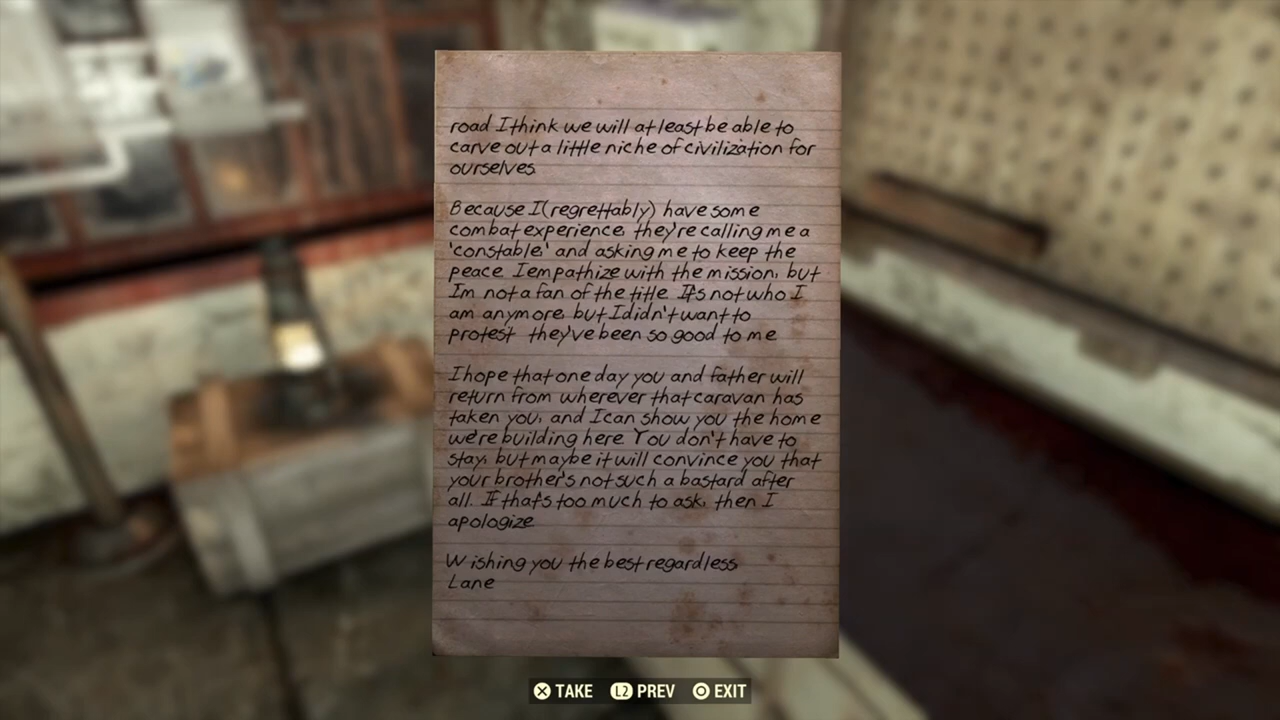 road I think we will at least be able to
carve out a little niche of civilization for
ourselves.
Because I (regrettably) have some
combat experience, they're calling me a
'constable,' and asking me to keep the
peace. I empathize with the mission, but
I'm not a fan of the title. It's not who I
am anymore, but I didn't want to
protest they've been so good to me
I hope that one day you and father will
return from wherever that caravan has
taken you, and I can show you the home
we're building here. You don't have to
stay, but maybe it will convince you that
your brother's not such a bastard after
all. If that's too much to ask, then I
apologize
Wishing you the best regardless
Lane
TAKE L2 PREV EXIT